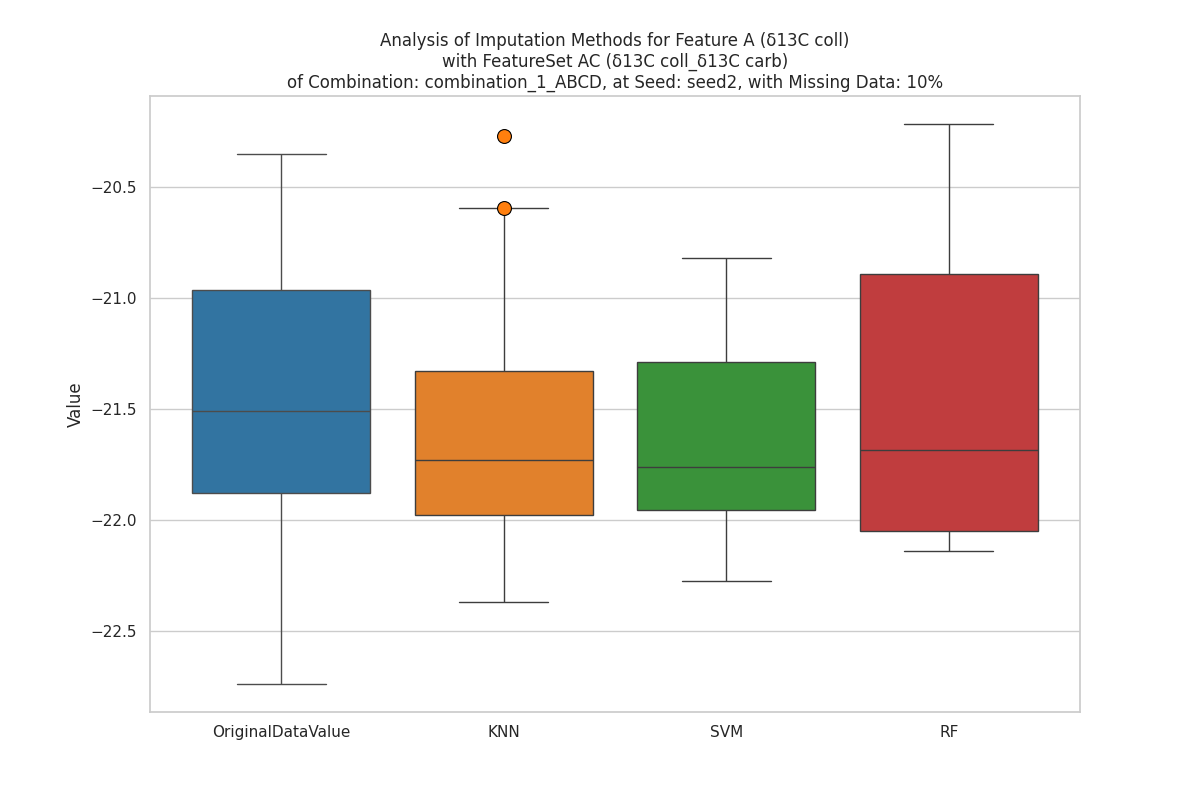 Analysis of Imputation Methods for Feature A (δ13C coll)
with FeatureSet AC (δ13C coll_δ13C carb)
of Combination: combination_1_ABCD, at Seed: seed2, with Missing Data: 10%
−20.5
−21.0
−21.5
−22.0
−22.5
Value
OriginalDataValue
KNN
SVM
RF